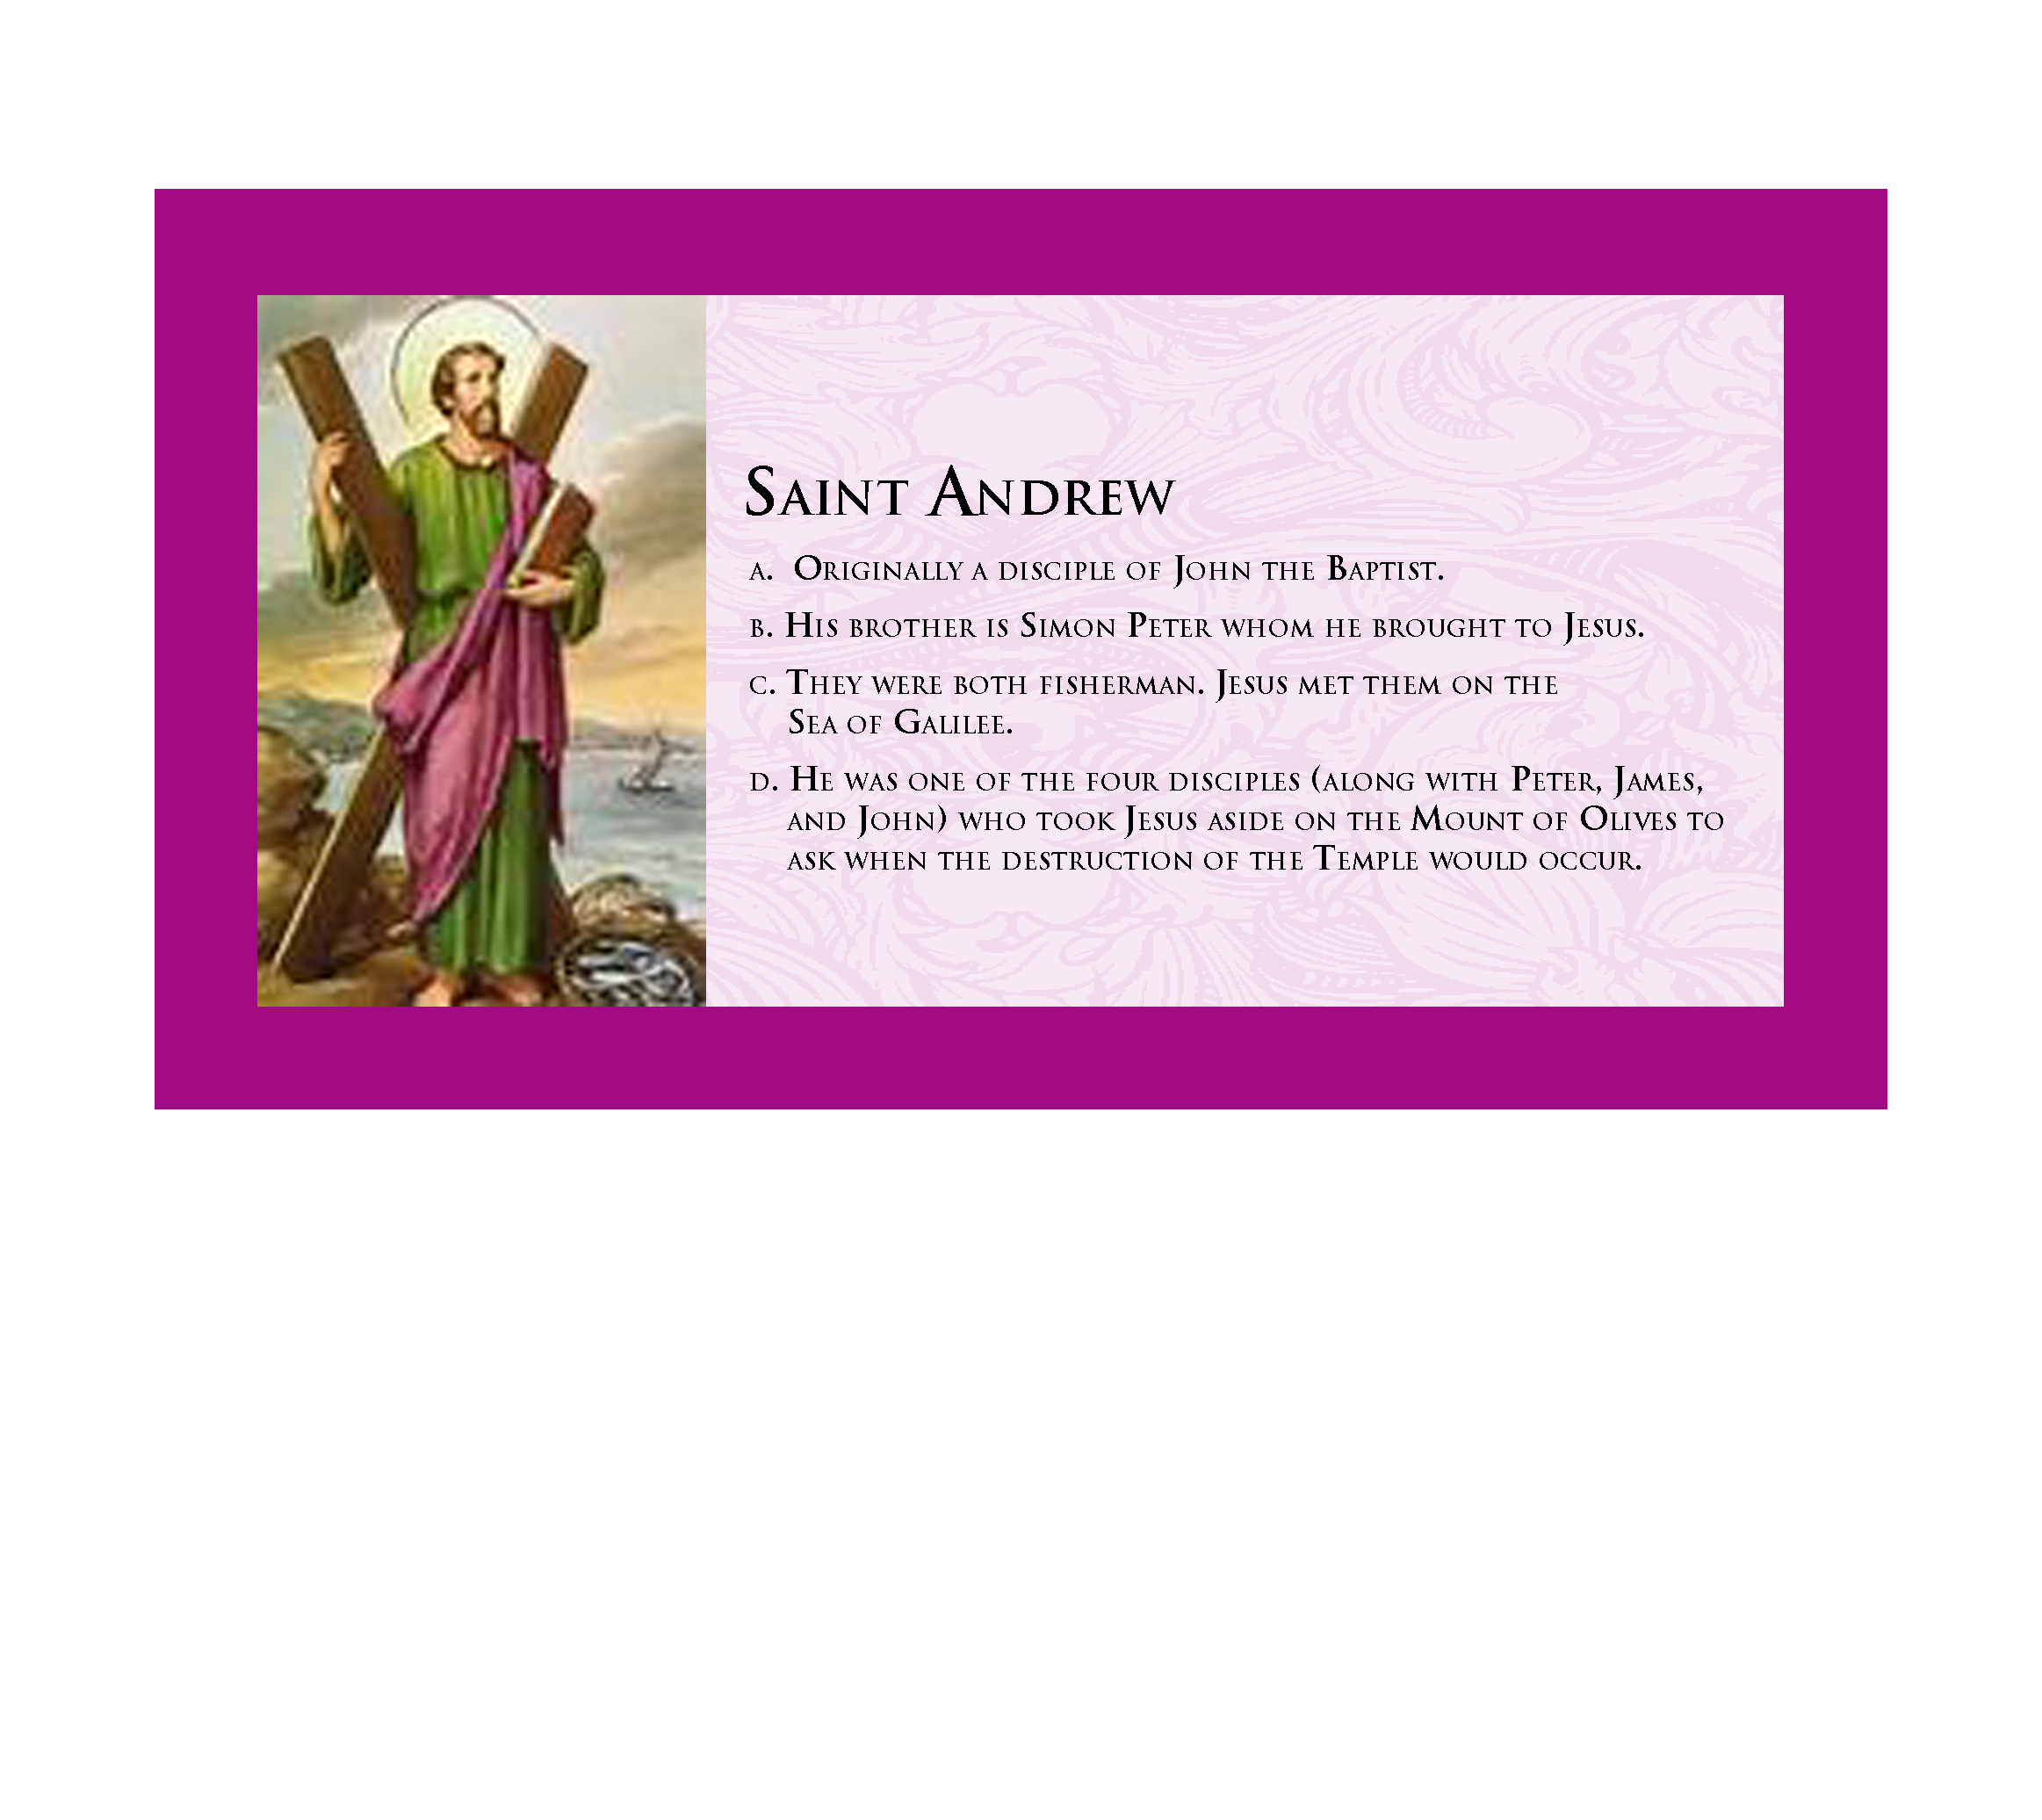 Saint Andrew
a. Originally a disciple of John the Baptist.
b. His brother is Simon Peter whom he brought to Jesus.
c. They were both fisherman. Jesus met them on the
Sea of Galilee.
d. He was one of the four disciples (along with Peter, James,
and John) who took Jesus aside on the Mount of Olives to
ask when the destruction of the Temple would occur.